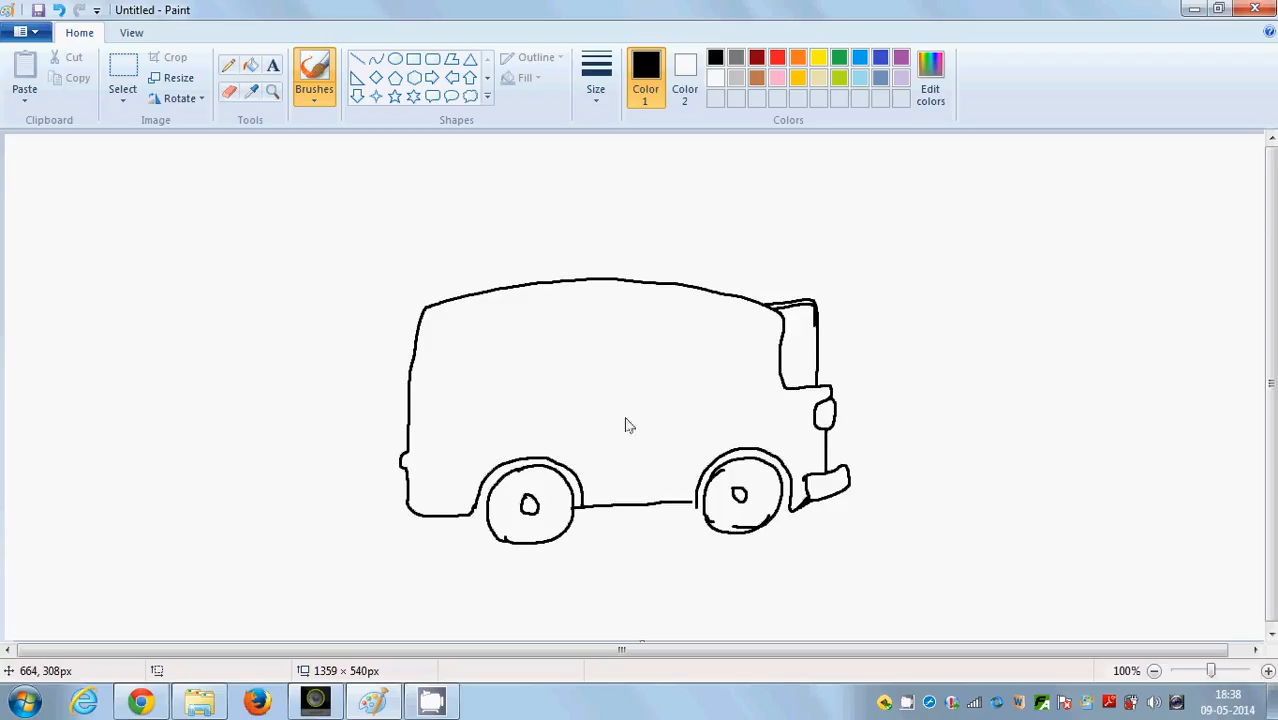 Untitled - Paint
Home
View
Paste
Cut
Copy
Clipboard
Select
Crop
Resize
Rotate
Image
A
Tools
Brushes
Outline
Fill
Shapes
Size
Color 1
Color 2
Edit colors
Colors
664, 308px
1359 × 540px
100%
18:38
09-05-2014